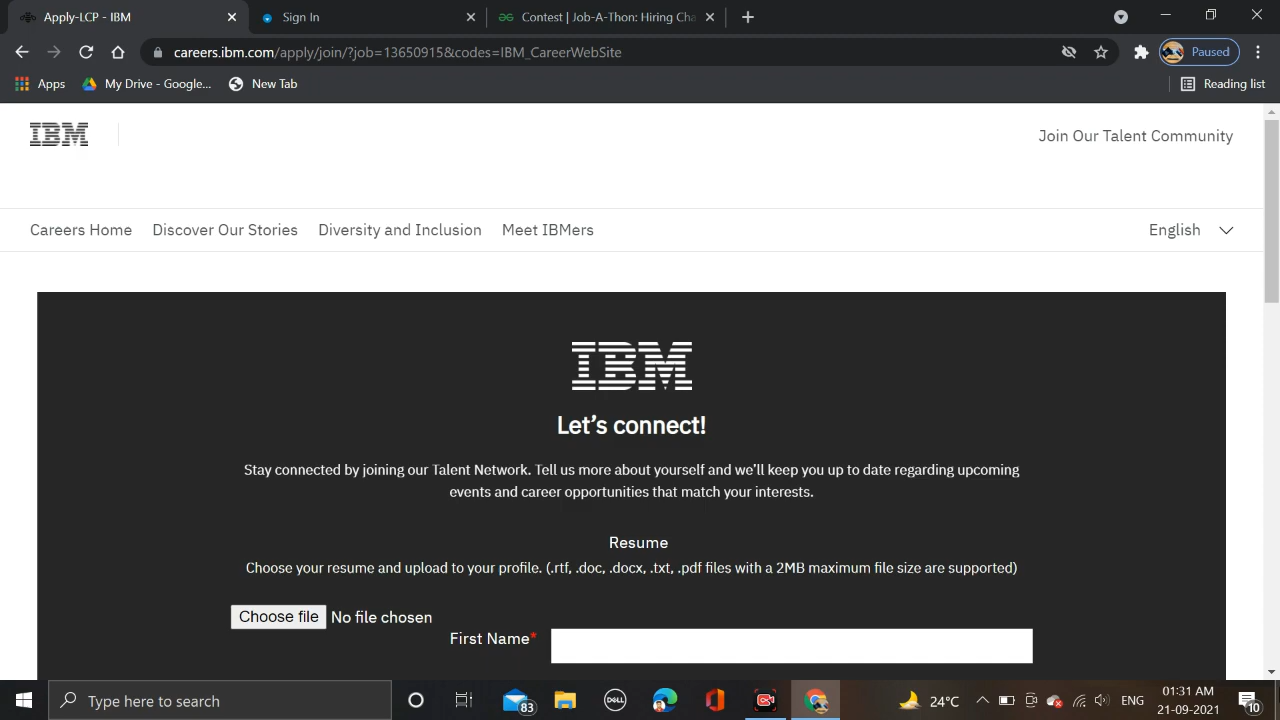 Apply-LCP - IBM
Sign In
Contest | Job-A-Thon: Hiring Cha
careers.ibm.com/apply/join/?job=13650915&codes=IBM_CareerWebSite
Paused
Apps
My Drive - Google...
New Tab
Reading list
IBM
Join Our Talent Community
Careers Home
Discover Our Stories
Diversity and Inclusion
Meet IBMers
English
IBM
Let's connect!
Stay connected by joining our Talent Network. Tell us more about yourself and we'll keep you up to date regarding upcoming
events and career opportunities that match your interests.
Resume
Choose your resume and upload to your profile. (.rtf, .doc, .docx, .txt, .pdf files with a 2MB maximum file size are supported)
Choose file No file chosen
First Name*
Type here to search
83
DELL
24°C
ENG
01:31 AM
21-09-2021
10